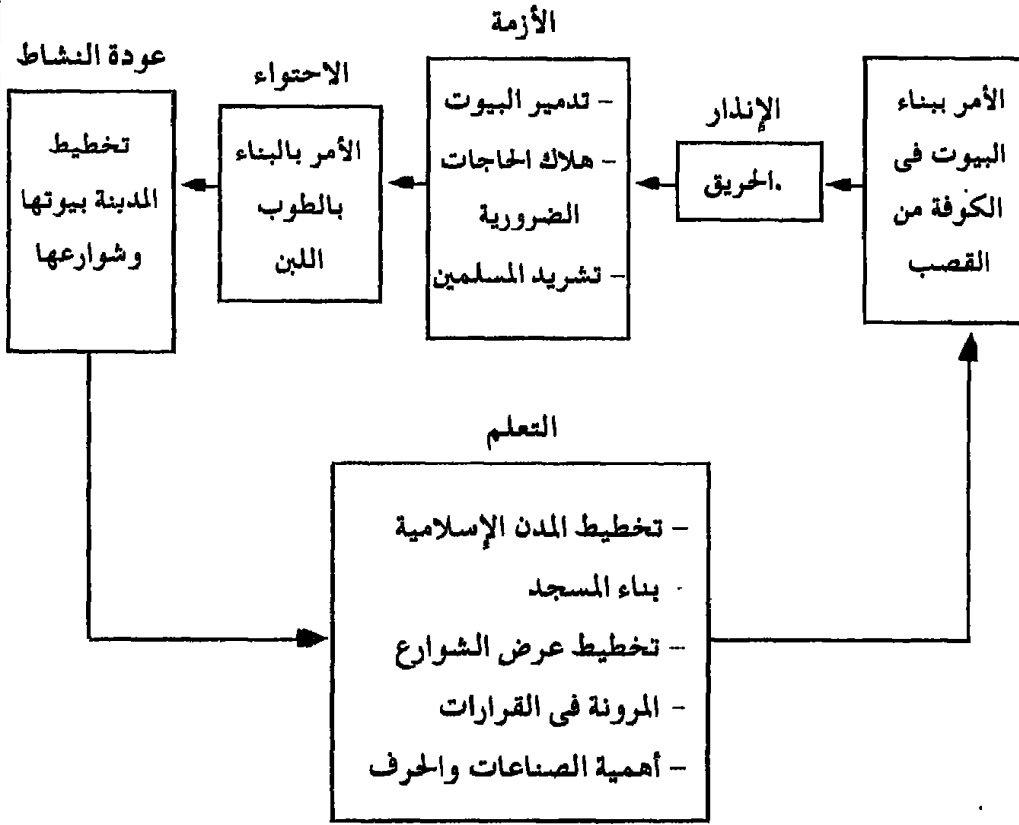 الأمر ببناء
البيوت فى
الكوفة من
القصب
الإنذار
الحريق.
الأزمة
- تدمير البيوت
- هلاك الحاجات
الضرورية
- تشريد المسلمين
الاحتواء
الأمر بالبناء
بالطوب
اللبن
عودة النشاط
تخطيط
المدينة بيوتها
وشوارعها
التعلم
- تخطيط المدن الإسلامية
- بناء المسجد
- تخطيط عرض الشوارع
- المرونة فى القرارات
- أهمية الصناعات والحرف